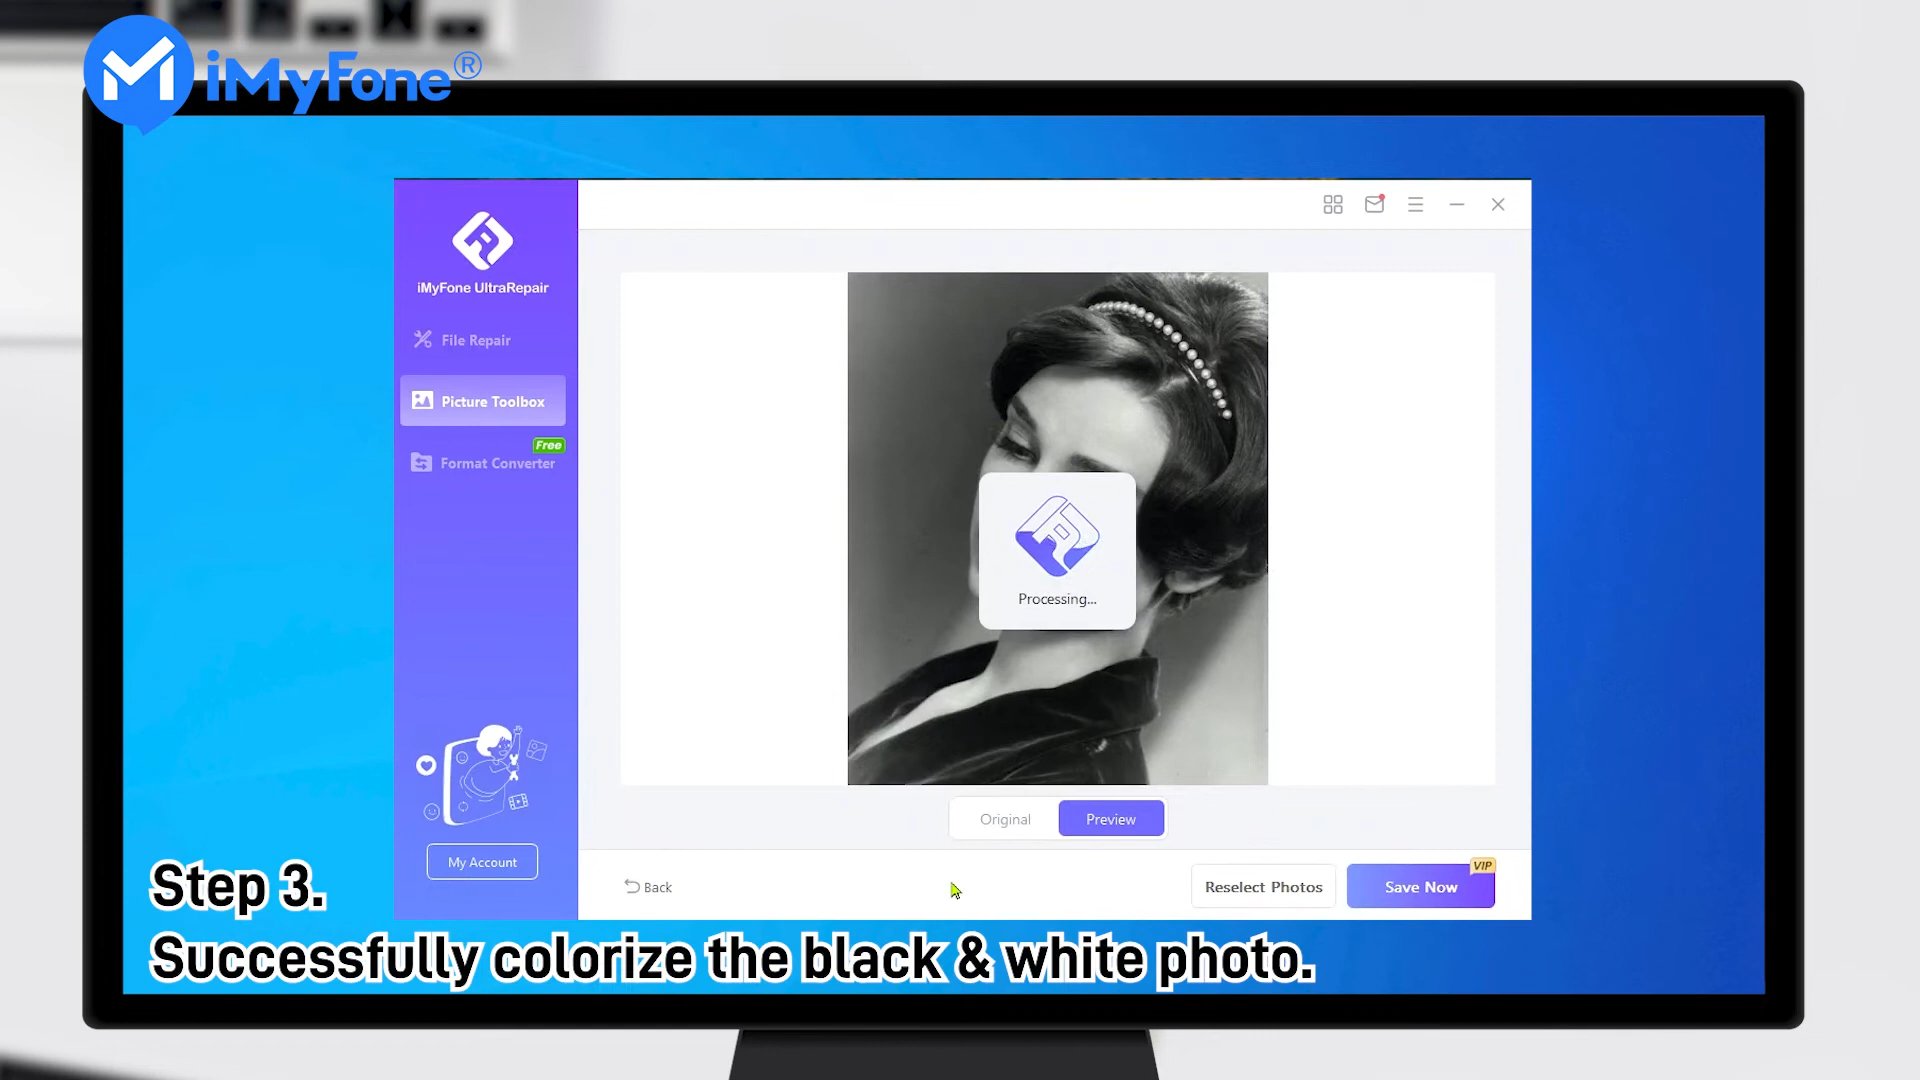 iMyFone®
iMyFone UltraRepair
File Repair
Picture Toolbox
Free
Format Converter
Processing...
Original
Preview
My Account
Back
Reselect Photos
VIP
Save Now
Step 3.
Successfully colorize the black & white photo.